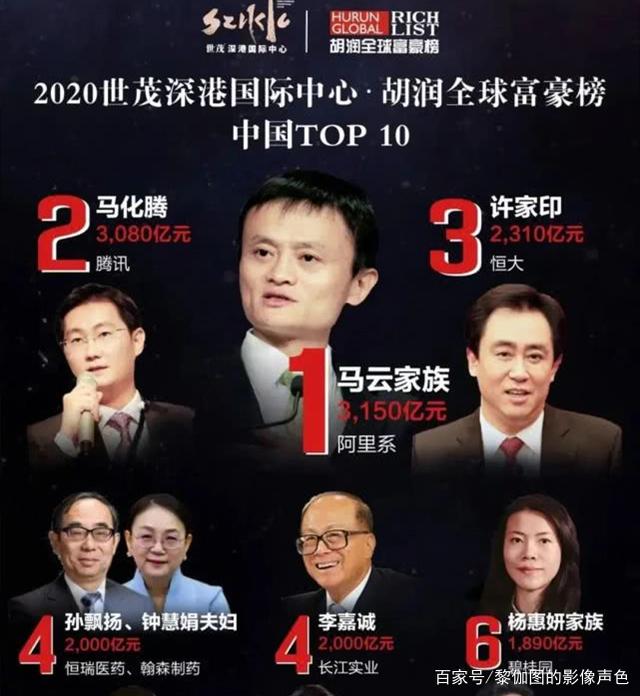 世茂深港国际中心
HURUN RICH
GLOBAL LIST
胡润全球富豪榜
2020世茂深港国际中心·胡润全球富豪榜
中国TOP 10
2
马化腾
3,080亿元
腾讯
3
许家印
2,310亿元
恒大
1
马云家族
3,150亿元
阿里系
4
孙飘扬、钟慧娟夫妇
2,000亿元
恒瑞医药、翰森制药
4
李嘉诚
2,000亿元
长江实业
6
杨惠妍家族
1,890亿元
碧桂园
百家号/黎伽图的影像声色